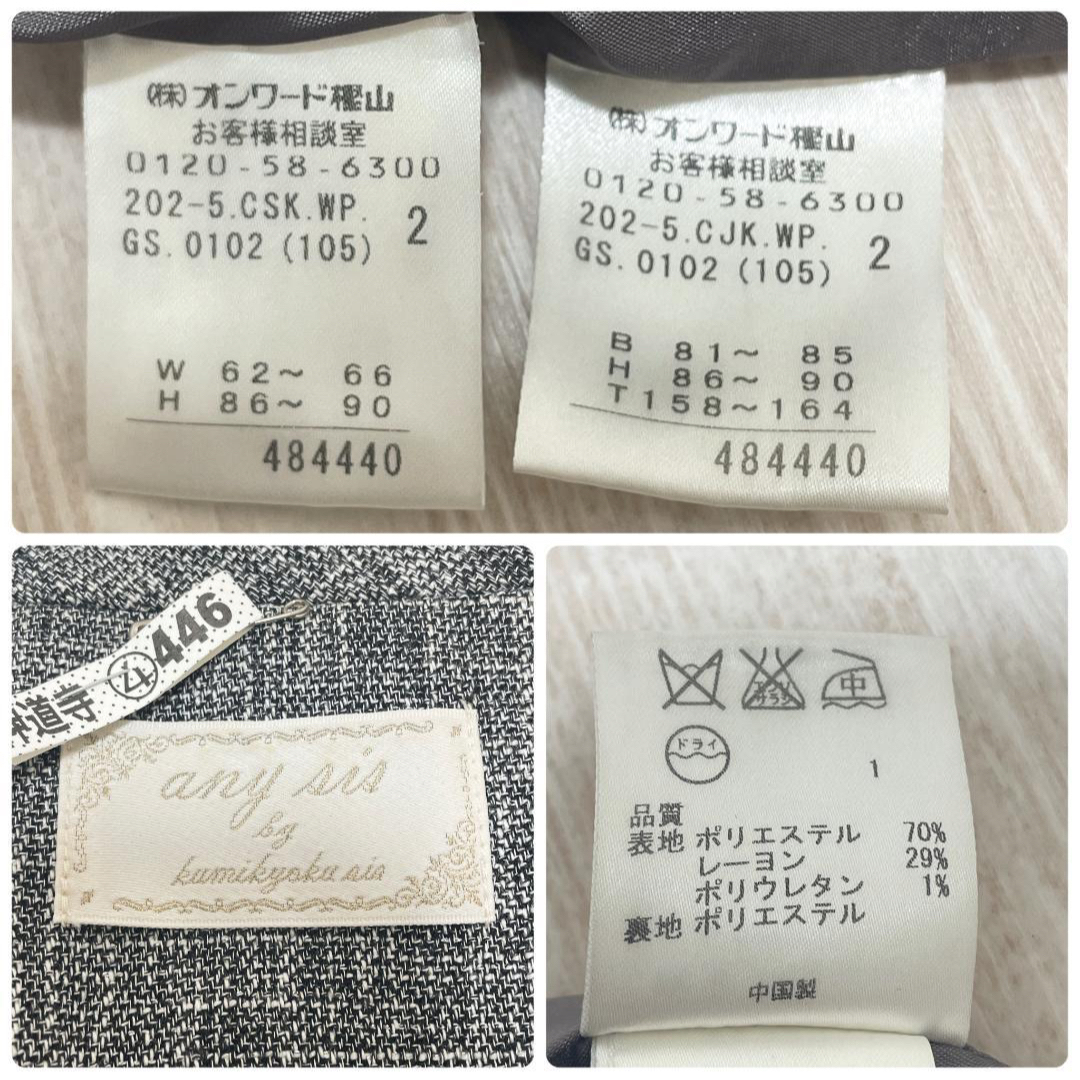 (株)オンワード樫山
お客様相談室
0120-58-6300
202-5.CSK.WP. 2
GS.0102 (105)
W 62～ 66
H 86～ 90
484440
(株)オンワード樫山
お客様相談室
0120-58-6300
202-5.CJK.WP. 2
GS.0102 (105)
B 81～ 85
H 86～ 90
T158～164
484440
道寺 ④446
any sis
by
kumikyoku sis
中
ドライ
1
品質
表地 ポリエステル 70%
レーヨン 29%
ポリウレタン 1%
裏地 ポリエステル
中国製